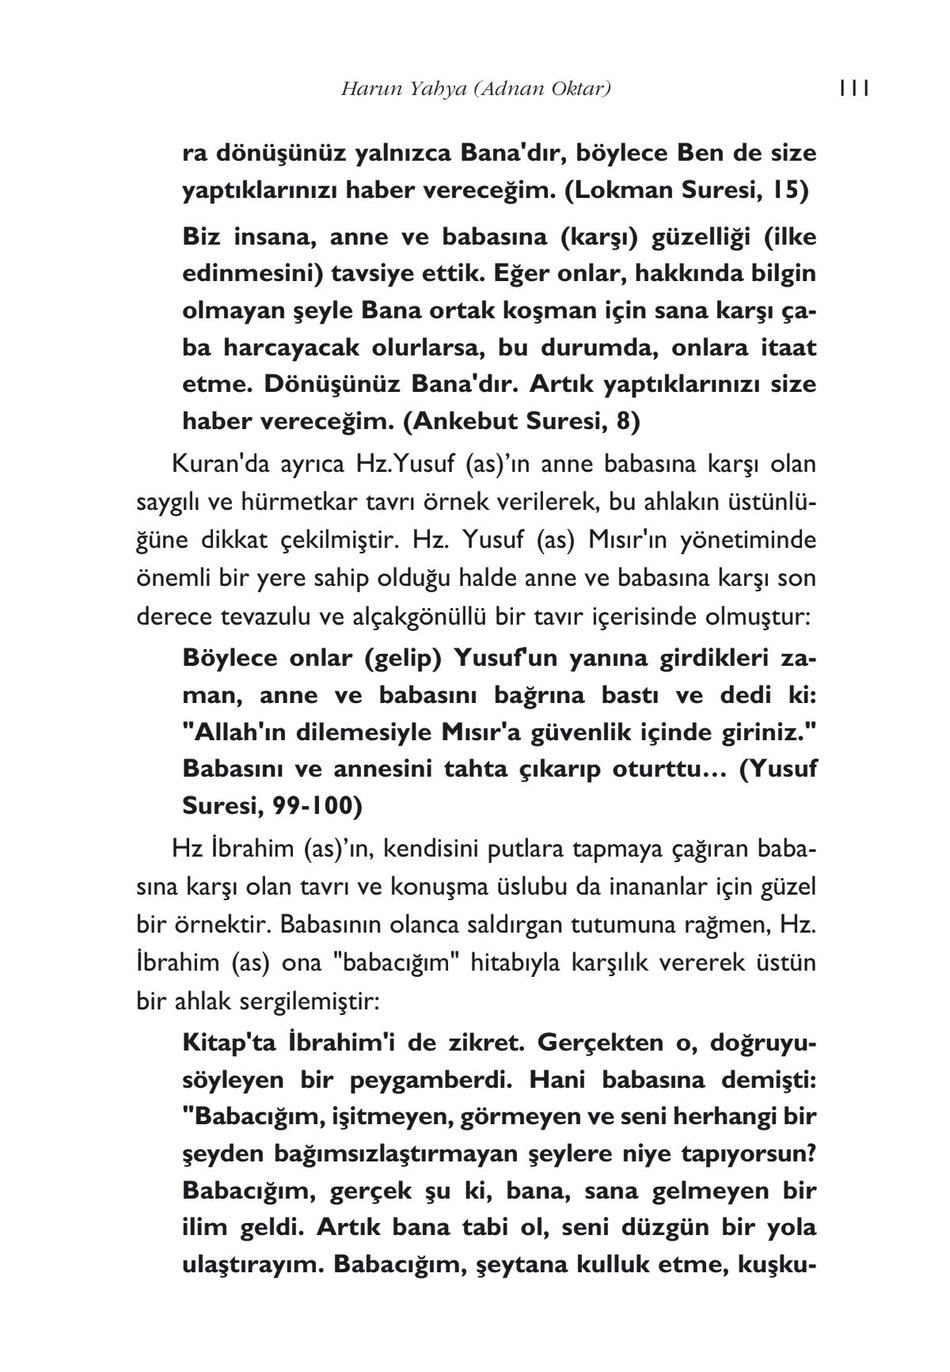 Harun Yahya (Adnan Oktar) 111
ra dönüşünüz yalnızca Bana'dır, böylece Ben de size
yaptıklarınızı haber vereceğim. (Lokman Suresi, 15)
Biz insana, anne ve babasına (karşı) güzelliği (ilke
edinmesini) tavsiye ettik. Eğer onlar, hakkında bilgin
olmayan şeyle Bana ortak koşman için sana karşı ça-
ba harcayacak olurlarsa, bu durumda, onlara itaat
etme. Dönüşünüz Bana'dır. Artık yaptıklarınızı size
haber vereceğim. (Ankebut Suresi, 8)
Kuran'da ayrıca Hz.Yusuf (as)’ın anne babasına karşı olan
saygılı ve hürmetkar tavrı örnek verilerek, bu ahlakın üstünlü-
ğüne dikkat çekilmiştir. Hz. Yusuf (as) Mısır'ın yönetiminde
önemli bir yere sahip olduğu halde anne ve babasına karşı son
derece tevazulu ve alçakgönüllü bir tavır içerisinde olmuştur:
Böylece onlar (gelip) Yusuf'un yanına girdikleri za-
man, anne ve babasını bağrına bastı ve dedi ki:
"Allah'ın dilemesiyle Mısır'a güvenlik içinde giriniz."
Babasını ve annesini tahta çıkarıp oturttu… (Yusuf
Suresi, 99-100)
Hz İbrahim (as)’ın, kendisini putlara tapmaya çağıran baba-
sına karşı olan tavrı ve konuşma üslubu da inananlar için güzel
bir örnektir. Babasının olanca saldırgan tutumuna rağmen, Hz.
İbrahim (as) ona "babacığım" hitabıyla karşılık vererek üstün
bir ahlak sergilemiştir:
Kitap'ta İbrahim'i de zikret. Gerçekten o, doğruyu-
söyleyen bir peygamberdi. Hani babasına demişti:
"Babacığım, işitmeyen, görmeyen ve seni herhangi bir
şeyden bağımsızlaştırmayan şeylere niye tapıyorsun?
Babacığım, gerçek şu ki, bana, sana gelmeyen bir
ilim geldi. Artık bana tabi ol, seni düzgün bir yola
ulaştırayım. Babacığım, şeytana kulluk etme, kuşku-